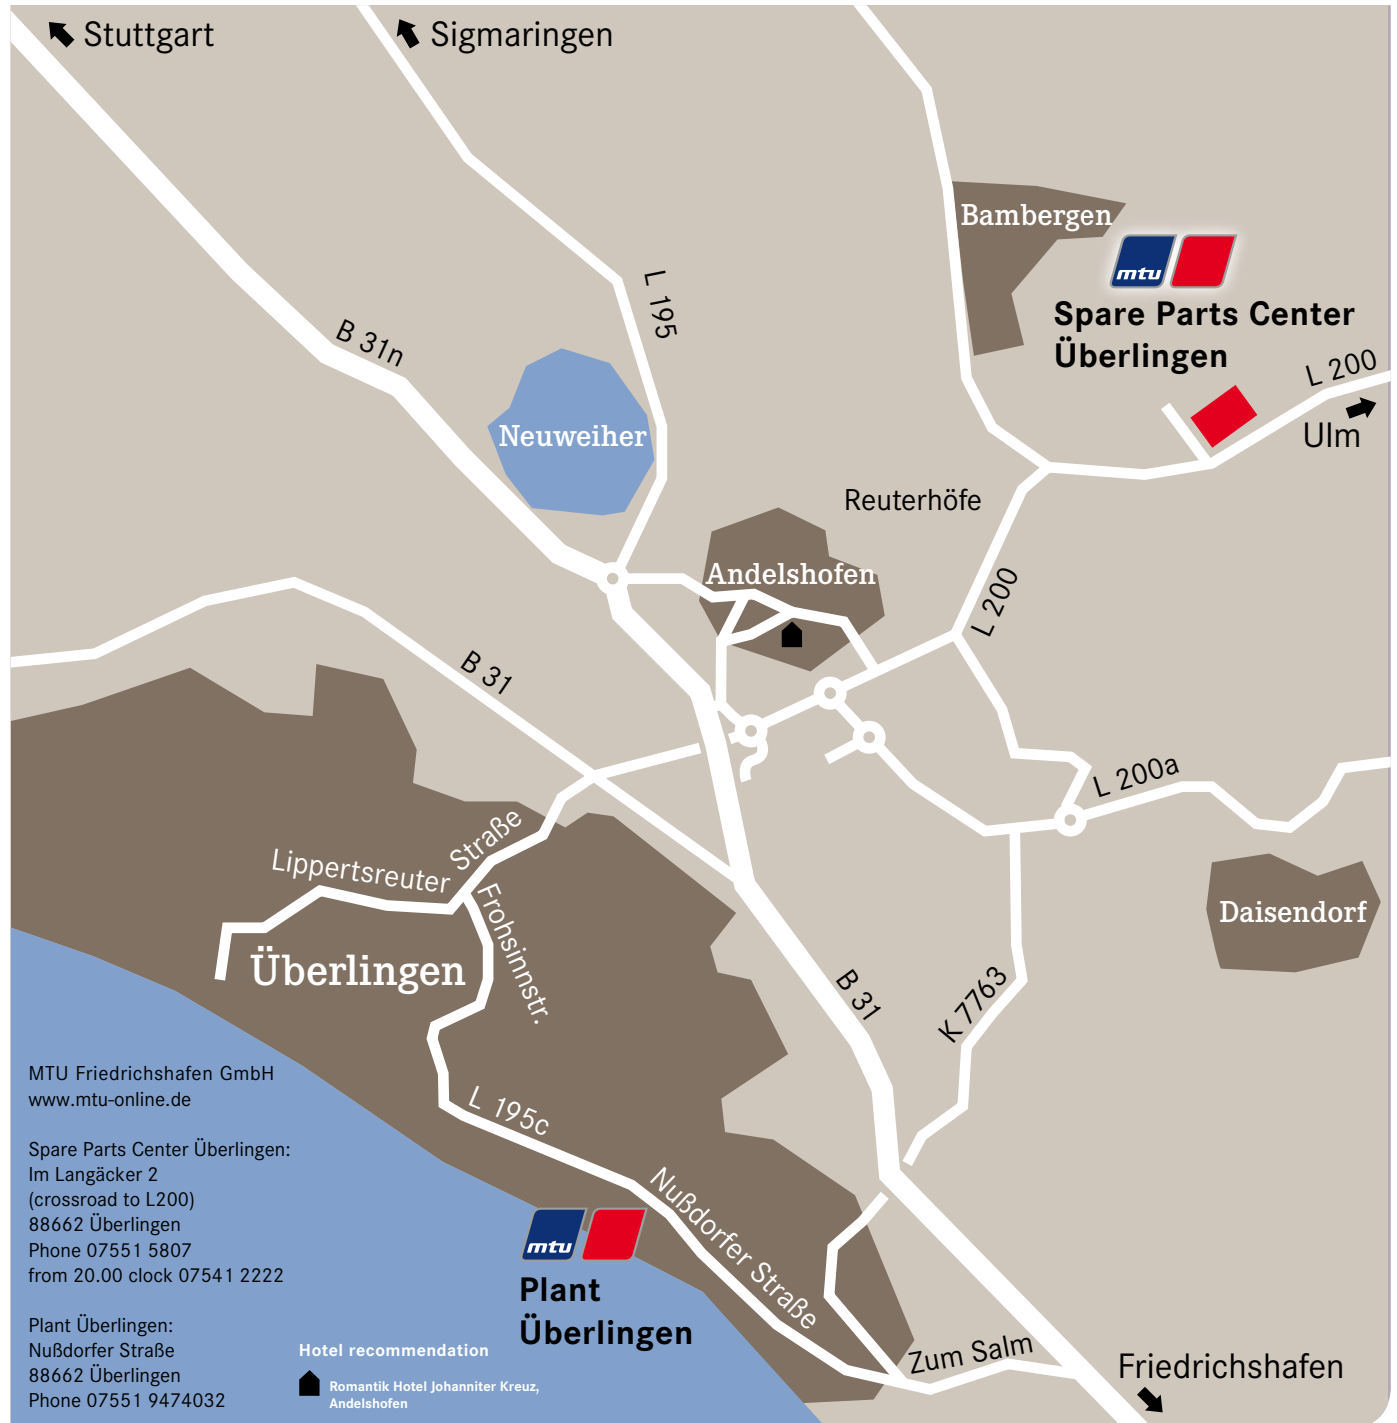 Stuttgart
Sigmaringen
Bambergen
mtu
Spare Parts Center
Überlingen
L 195
B 31n
L 200
Ulm
Neuweiher
Reuterhöfe
Andelshofen
L 200
B 31
L 200a
Straße
Lippertsreuter
Frohsinnstr.
Daisendorf
Überlingen
B 31
K 7763
MTU Friedrichshafen GmbH
www.mtu-online.de
L 195c
Spare Parts Center Überlingen:
Im Langäcker 2
(crossroad to L200)
88662 Überlingen
Phone 07551 5807
from 20.00 clock 07541 2222
Nußdorfer Straße
mtu
Plant
Überlingen
Plant Überlingen:
Nußdorfer Straße
88662 Überlingen
Phone 07551 9474032
Hotel recommendation
Romantik Hotel Johanniter Kreuz,
Andelshofen
Zum Salm
Friedrichshafen